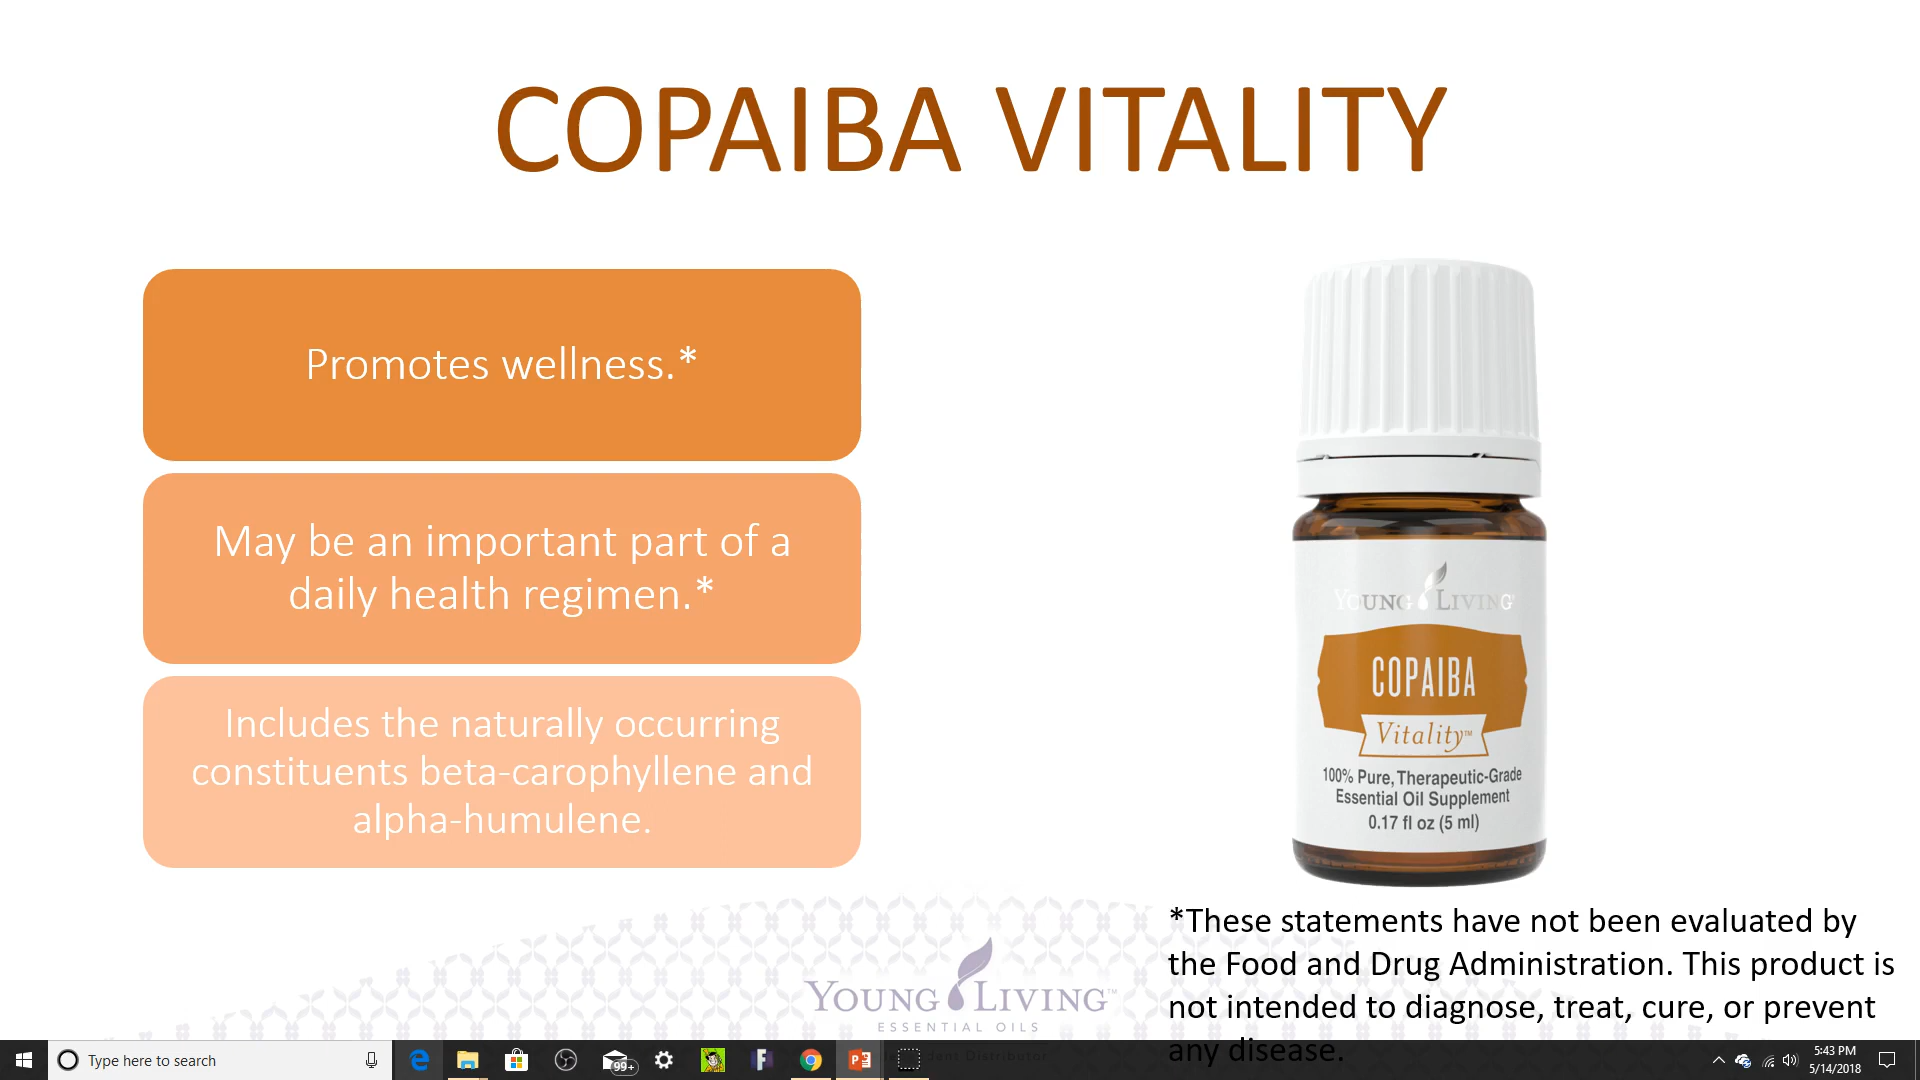 COPAIBA VITALITY
Promotes wellness.*
May be an important part of a
daily health regimen.*
Includes the naturally occurring
constituents beta-carophyllene and
alpha-humulene.
YOUNG LIVING
COPAIBA
Vitality™
100% Pure, Therapeutic-Grade
Essential Oil Supplement
0.17 fl oz (5 ml)
*These statements have not been evaluated by
the Food and Drug Administration. This product is
not intended to diagnose, treat, cure, or prevent
any disease.
YOUNG LIVING™
ESSENTIAL OILS
Distributor
Type here to search
99+
5:43 PM
5/14/2018